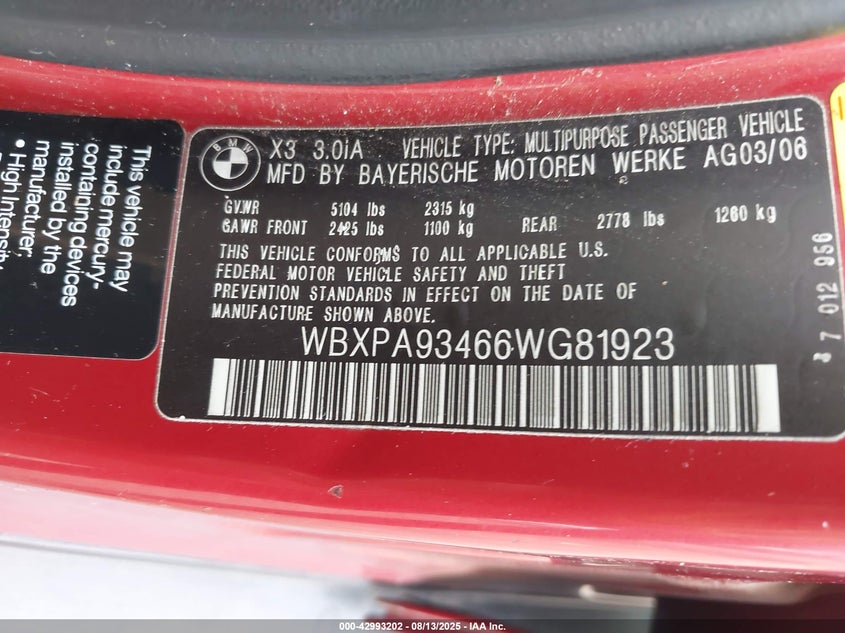 This vehicle may
include mercury-
containing devices
installed by the
manufacturer,
• High Intensity
BMW
X3 3.0iA VEHICLE TYPE: MULTIPURPOSE PASSENGER VEHICLE
MFD BY BAYERISCHE MOTOREN WERKE AG03/06
GVWR 5104 lbs 2315 kg
GAWR FRONT 2425 lbs 1100 kg REAR 2778 lbs 1260 kg
THIS VEHICLE CONFORMS TO ALL APPLICABLE U.S.
FEDERAL MOTOR VEHICLE SAFETY AND THEFT
PREVENTION STANDARDS IN EFFECT ON THE DATE OF
MANUFACTURE SHOWN ABOVE.
WBXPA93466WG81923
7 012 956
000-42993202 - 08/13/2025 - IAA Inc.